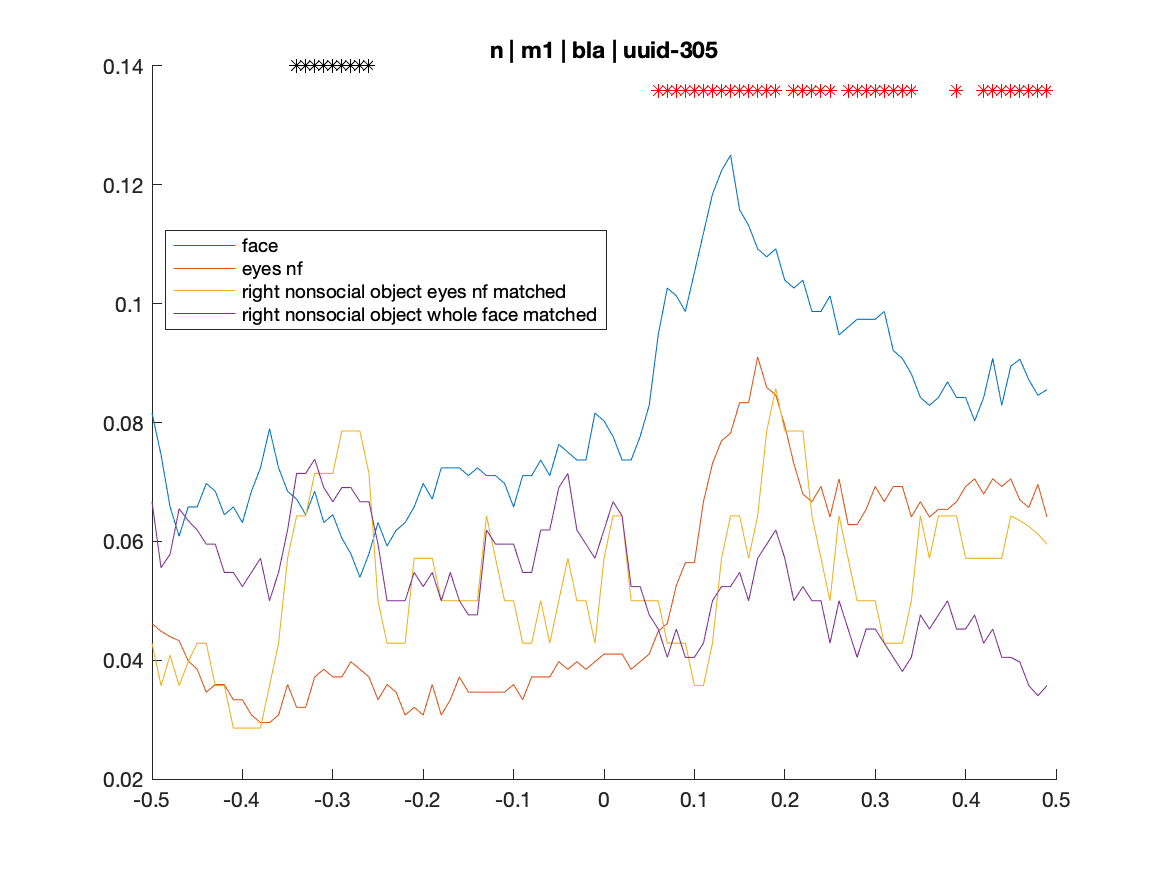 n | m1 | bla | uuid-305
0.14
0.12
face
eyes nf
right nonsocial object eyes nf matched
right nonsocial object whole face matched
0.1
0.08
0.06
0.04
0.02
-0.5 -0.4 -0.3 -0.2 -0.1 0 0.1 0.2 0.3 0.4 0.5